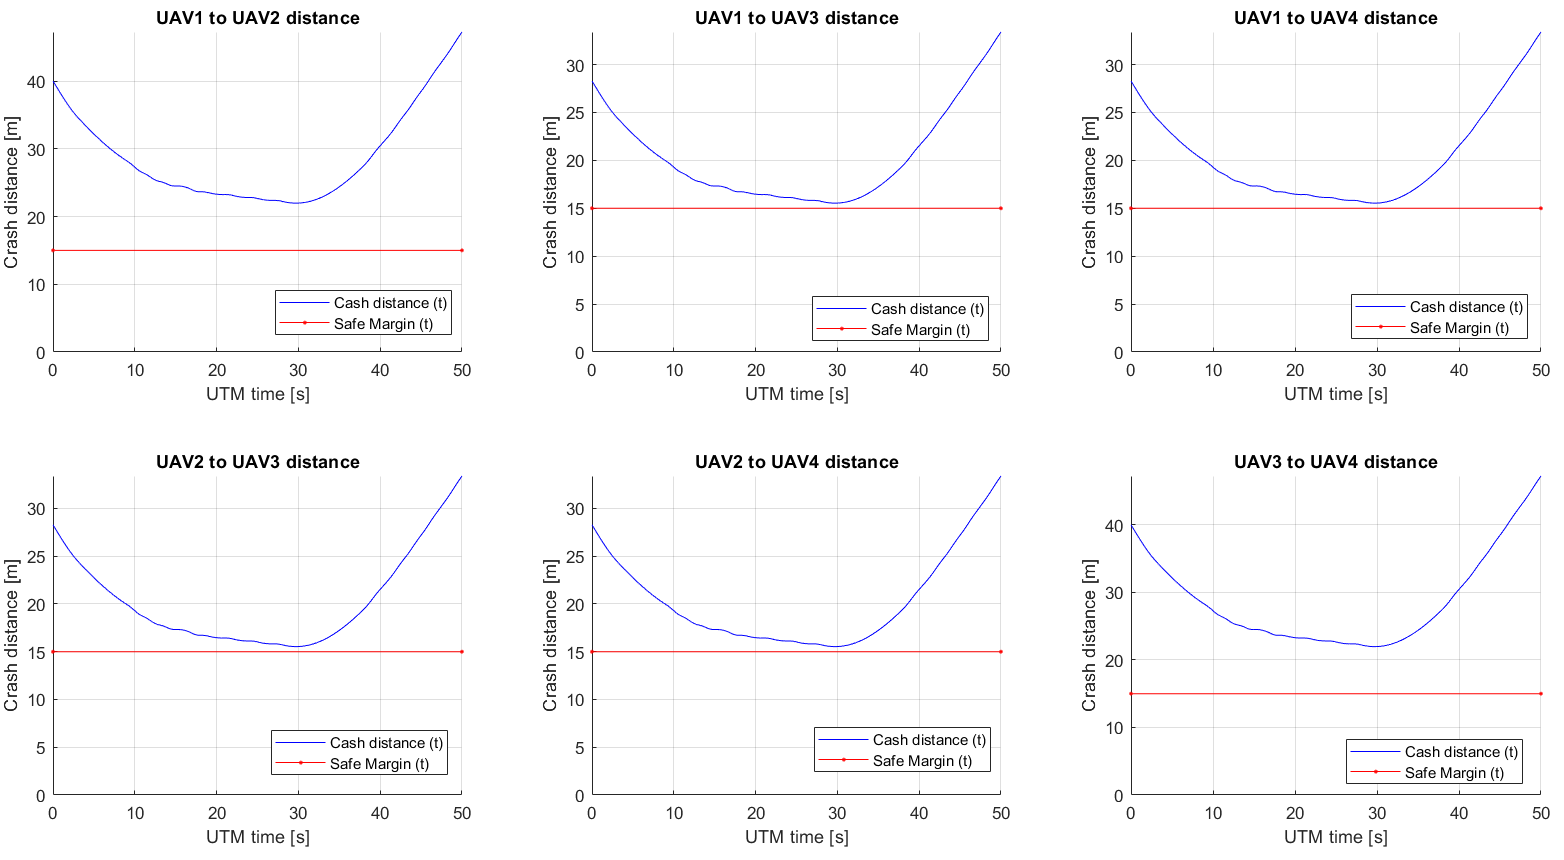 UAV1 to UAV2 distance
Crash distance [m]
40
30
20
10
0
0 10 20 30 40 50
UTM time [s]
Cash distance (t)
Safe Margin (t)
UAV1 to UAV3 distance
Crash distance [m]
30
25
20
15
10
5
0
0 10 20 30 40 50
UTM time [s]
Cash distance (t)
Safe Margin (t)
UAV1 to UAV4 distance
Crash distance [m]
30
25
20
15
10
5
0
0 10 20 30 40 50
UTM time [s]
Cash distance (t)
Safe Margin (t)
UAV2 to UAV3 distance
Crash distance [m]
30
25
20
15
10
5
0
0 10 20 30 40 50
UTM time [s]
Cash distance (t)
Safe Margin (t)
UAV2 to UAV4 distance
Crash distance [m]
30
25
20
15
10
5
0
0 10 20 30 40 50
UTM time [s]
Cash distance (t)
Safe Margin (t)
UAV3 to UAV4 distance
Crash distance [m]
40
30
20
10
0
0 10 20 30 40 50
UTM time [s]
Cash distance (t)
Safe Margin (t)